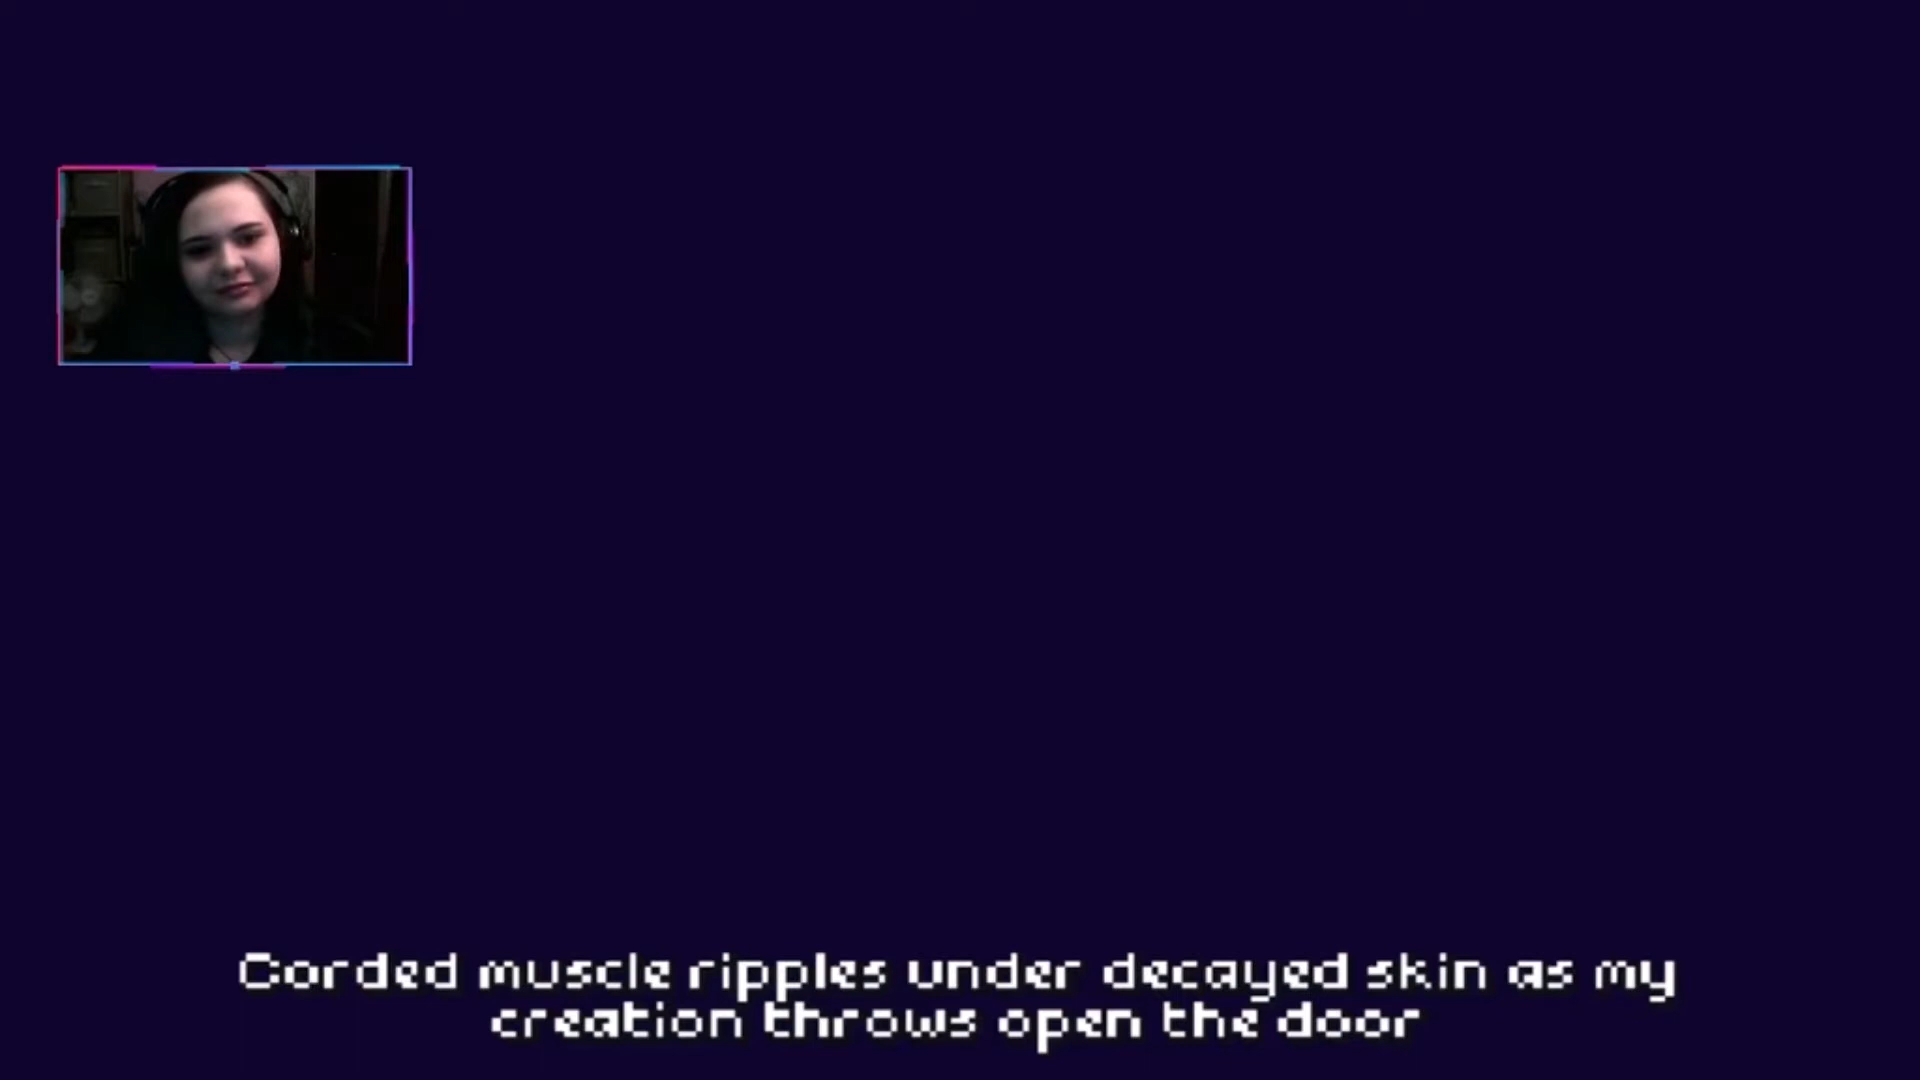 Corded muscle ripples under decayed skin as my
creation throws open the door